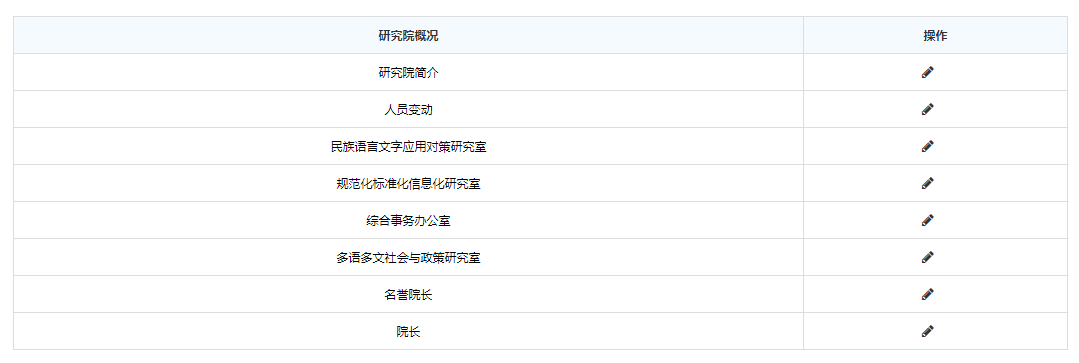 研究院概况 操作
研究院简介
人员变动
民族语言文字应用对策研究室
规范化标准化信息化研究室
综合事务办公室
多语多文社会与政策研究室
名誉院长
院长